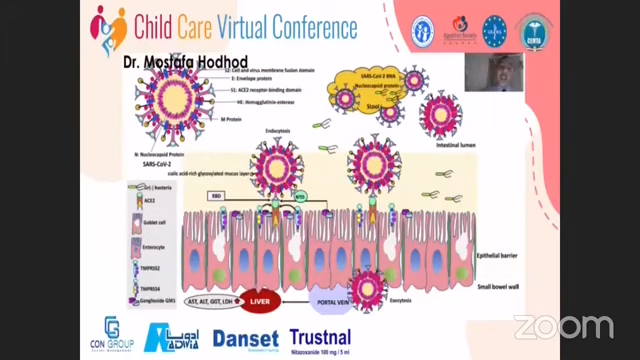 Child Care Virtual Conference
Dr. Mostafa Hodhod
S2: Cell and virus membrane fusion domain
E: Envelope protein
S1: ACE2 receptor-binding domain
HE: Hemagglutinin-esterase
M Protein
N: Nucleocapsid Protein
SARS-CoV-2
SARS-CoV-2 RNA
Nucleocapsid protein
Stool
Intestinal lumen
Endocytosis
sialic acid-rich glycosylated mucus layer
RBD
NTD
Gr(-) bacteria
ACE2
Goblet cell
Enterocyte
TMPRSS2
TMPRSS4
Ganglioside GM1
Epithelial barrier
Small bowel wall
AST, ALT, GGT, LDH
LIVER
PORTAL VEIN
Exocytosis
CON GROUP
ادويا
ADWIA
Danset
Trustnal
Nitazoxanide 100 mg / 5 ml
zoom